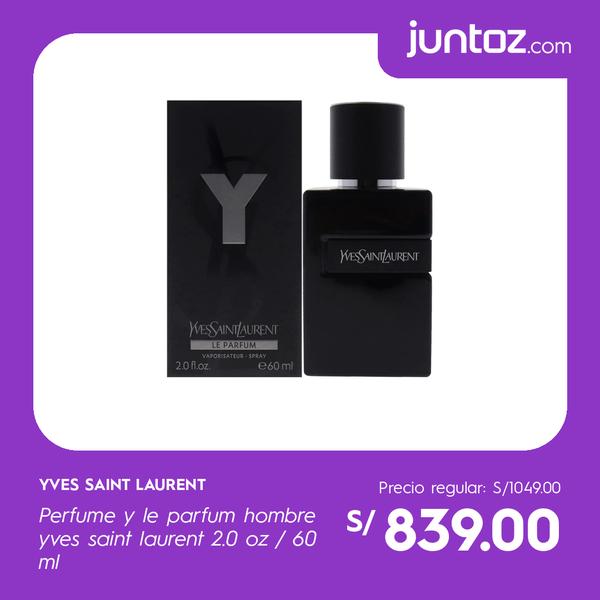 juntoz.com
Y
YVESSAINTLAURENT
LE PARFUM
VAPORISATEUR - SPRAY
2.0 fl.oz. ℮60 ml
YVESSAINTLAURENT
YVES SAINT LAURENT
Perfume y le parfum hombre
yves saint laurent 2.0 oz / 60
ml
Precio regular: S/1049.00
S/ 839.00